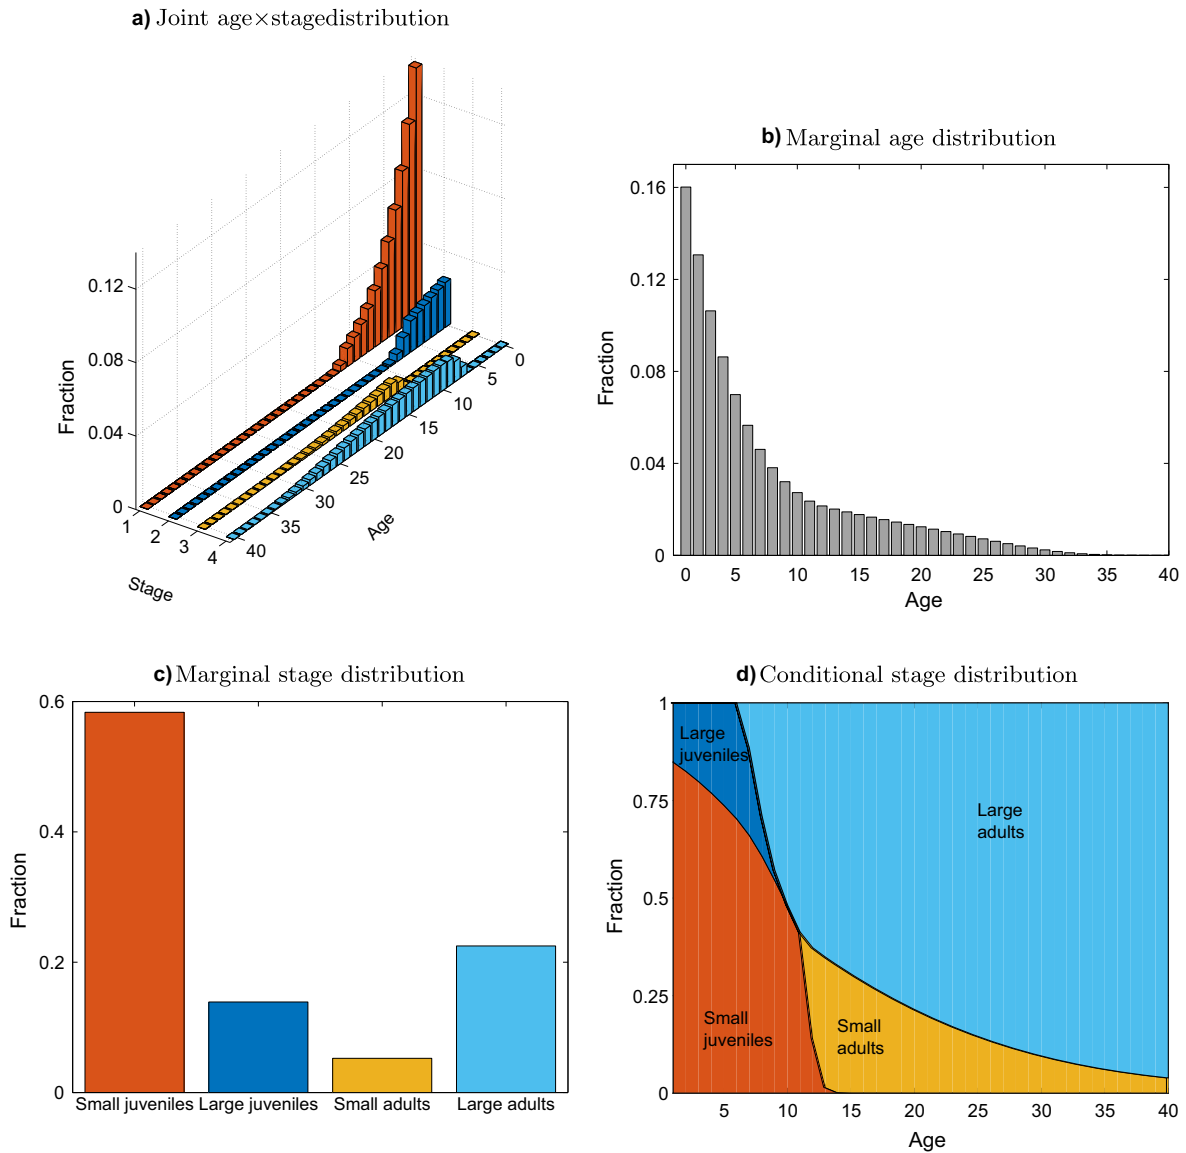 a) Joint age×stagedistribution
Fraction
0.12
0.08
0.04
0
1
2
3
4
Stage
40
35
30
25
20
15
10
5
0
Age
b) Marginal age distribution
Fraction
0.16
0.12
0.08
0.04
0
0 5 10 15 20 25 30 35 40
Age
c) Marginal stage distribution
Fraction
0.6
0.4
0.2
0
Small juveniles Large juveniles Small adults Large adults
d) Conditional stage distribution
Fraction
1
0.75
0.5
0.25
0
Large
juveniles
Large
adults
Small
juveniles
Small
adults
5 10 15 20 25 30 35 40
Age